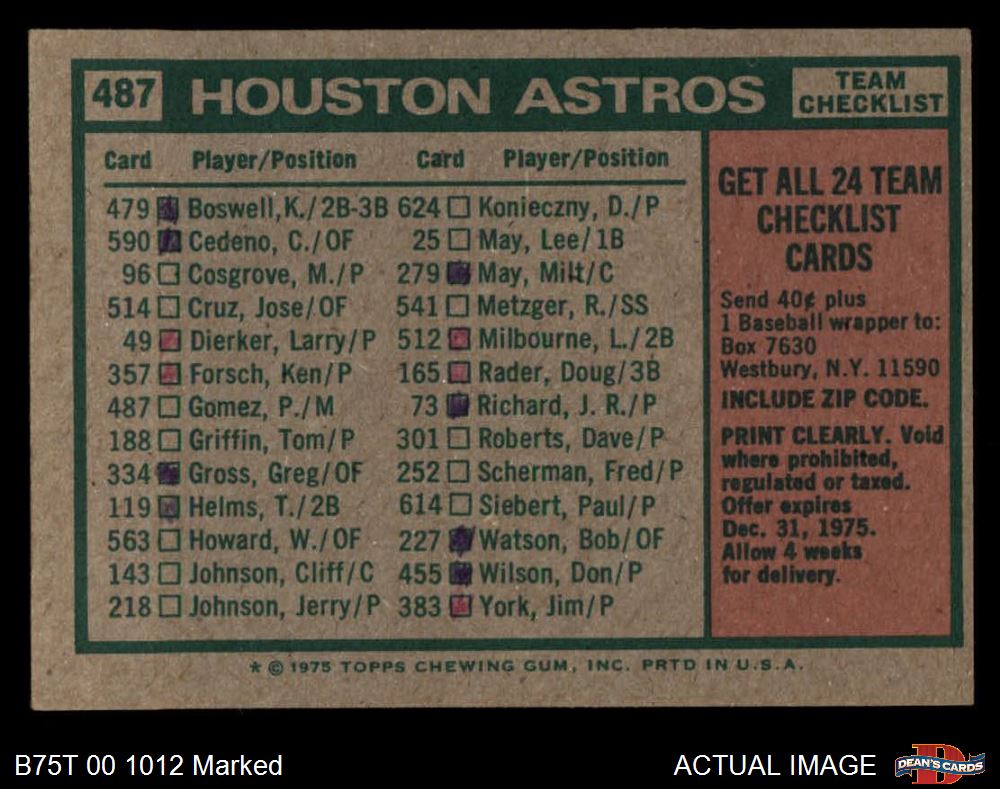 487 HOUSTON ASTROS TEAM CHECKLIST
Card Player/Position Card Player/Position
479 Boswell,K./2B-3B 624 Konieczny, D./P
590 Cedeno, C./OF 25 May, Lee/1B
96 Cosgrove, M./P 279 May, Milt/C
514 Cruz, Jose/OF 541 Metzger, R./SS
49 Dierker, Larry/P 512 Milbourne, L./2B
357 Forsch, Ken/P 165 Rader, Doug/3B
487 Gomez, P./M 73 Richard, J. R./P
188 Griffin, Tom/P 301 Roberts, Dave/P
334 Gross, Greg/OF 252 Scherman, Fred/P
119 Helms, T./2B 614 Siebert, Paul/P
563 Howard, W./OF 227 Watson, Bob/OF
143 Johnson, Cliff/C 455 Wilson, Don/P
218 Johnson, Jerry/P 383 York, Jim/P
GET ALL 24 TEAM
CHECKLIST
CARDS
Send 40¢ plus
1 Baseball wrapper to:
Box 7630
Westbury, N.Y. 11590
INCLUDE ZIP CODE.
PRINT CLEARLY. Void
where prohibited,
regulated or taxed.
Offer expires
Dec. 31, 1975.
Allow 4 weeks
for delivery.
* © 1975 TOPPS CHEWING GUM, INC. PRTD IN U.S.A.
B75T 00 1012 Marked ACTUAL IMAGE DEAN'S CARDS